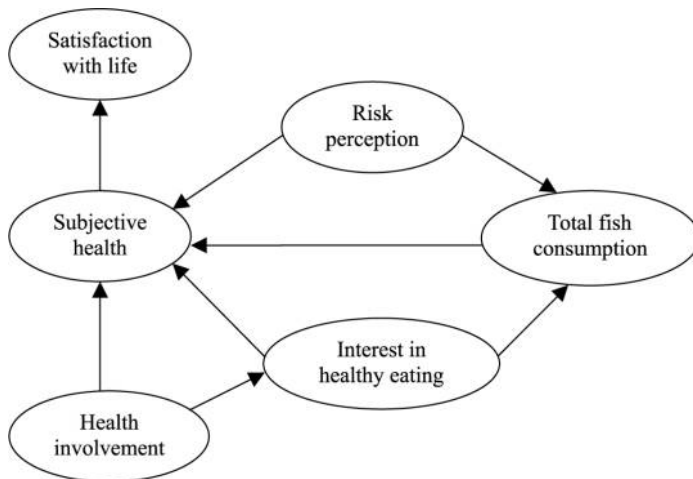 Satisfaction
with life
Risk
perception
Subjective
health
Total fish
consumption
Interest in
healthy eating
Health
involvement